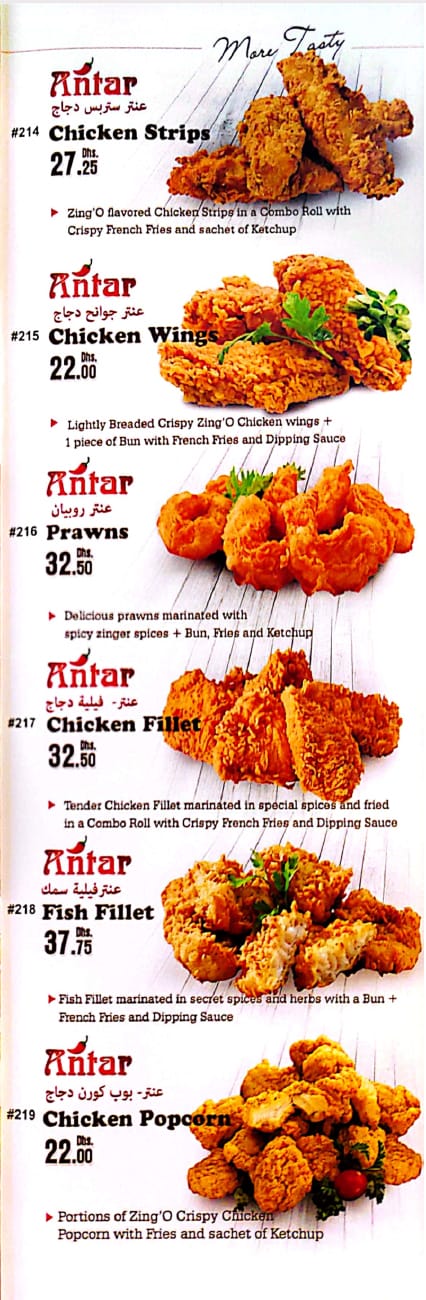 More Tasty
Antar
عنتر ستربس دجاج
#214 Chicken Strips
27.25 Dhs.
▸ Zing'O flavored Chicken Strips in a Combo Roll with
Crispy French Fries and sachet of Ketchup
Antar
عنتر جوانح دجاج
#215 Chicken Wings
22.00 Dhs.
▸ Lightly Breaded Crispy Zing'O Chicken wings +
1 piece of Bun with French Fries and Dipping Sauce
Antar
عنتر روبيان
#216 Prawns
32.50 Dhs.
▸ Delicious prawns marinated with
spicy zinger spices + Bun, Fries and Ketchup
Antar
عنتر- فيلية دجاج
#217 Chicken Fillet
32.50 Dhs.
▸ Tender Chicken Fillet marinated in special spices and fried
in a Combo Roll with Crispy French Fries and Dipping Sauce
Antar
عنتر فيلية سمك
#218 Fish Fillet
37.75 Dhs.
▸ Fish Fillet marinated in secret spices and herbs with a Bun +
French Fries and Dipping Sauce
Antar
عنتر- بوب كورن دجاج
#219 Chicken Popcorn
22.00 Dhs.
▸ Portions of Zing'O Crispy Chicken
Popcorn with Fries and sachet of Ketchup